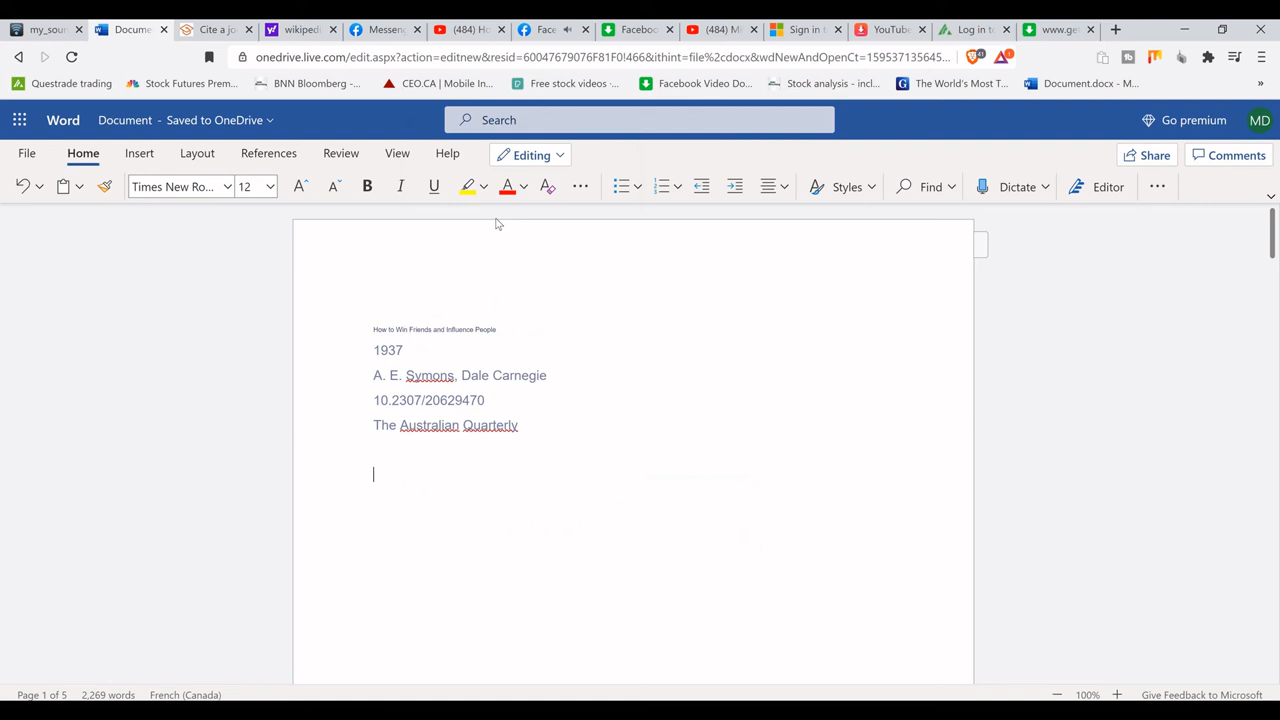 my_sour
Docume
Cite a jo
wikiped
Messen
(484) Ho
Face
Facebook
(484) M
Sign in t
YouTube
Log in to
www.ge
onedrive.live.com/edit.aspx?action=editnew&resid=60047679076F81F0!466&ithint=file%2cdocx&wdNewAndOpenCt=159537135645...
Questrade trading
Stock Futures Prem...
BNN Bloomberg -...
CEO.CA | Mobile In...
Free stock videos ·...
Facebook Video Do...
Stock analysis - incl...
The World's Most T...
Document.docx - M...
Word Document - Saved to OneDrive Search Go premium MD
File Home Insert Layout References Review View Help Editing Share Comments
Times New Ro... 12 B I U A Styles Find Dictate Editor
How to Win Friends and Influence People
1937
A. E. Symons, Dale Carnegie
10.2307/20629470
The Australian Quarterly
Page 1 of 5 2,269 words French (Canada) 100% Give Feedback to Microsoft